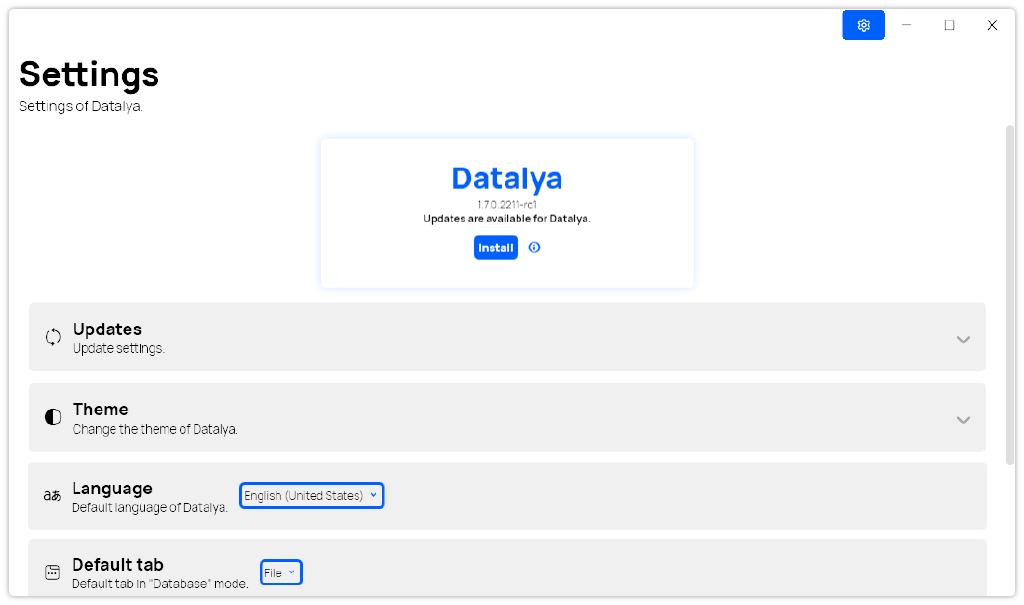 Settings
Settings of Datalya.
Datalya
1.7.0.2211-rc1
Updates are available for Datalya.
Install
Updates
Update settings.
Theme
Change the theme of Datalya.
aあ
Language
Default language of Datalya.
English (United States)
Default tab
Default tab in "Database" mode.
File